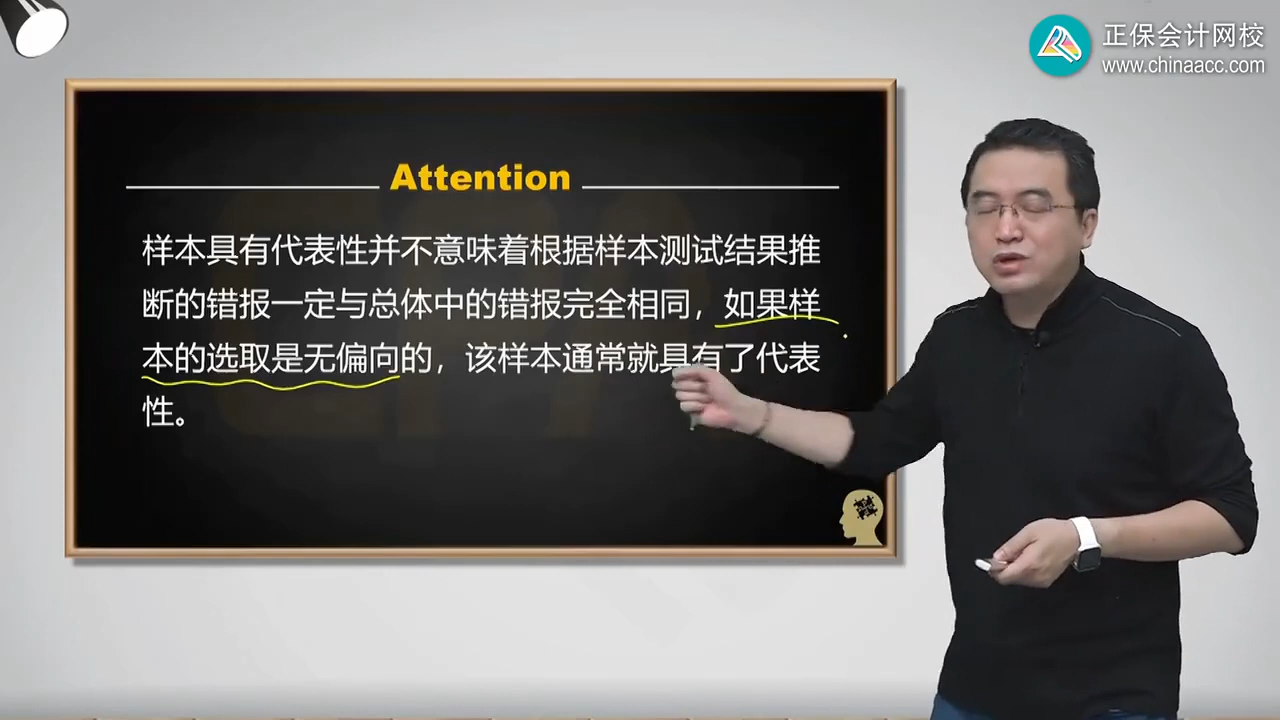 正保会计网校
www.chinaacc.com
Attention
样本具有代表性并不意味着根据样本测试结果推
断的错报一定与总体中的错报完全相同，如果样
本的选取是无偏向的，该样本通常就具有了代表
性。